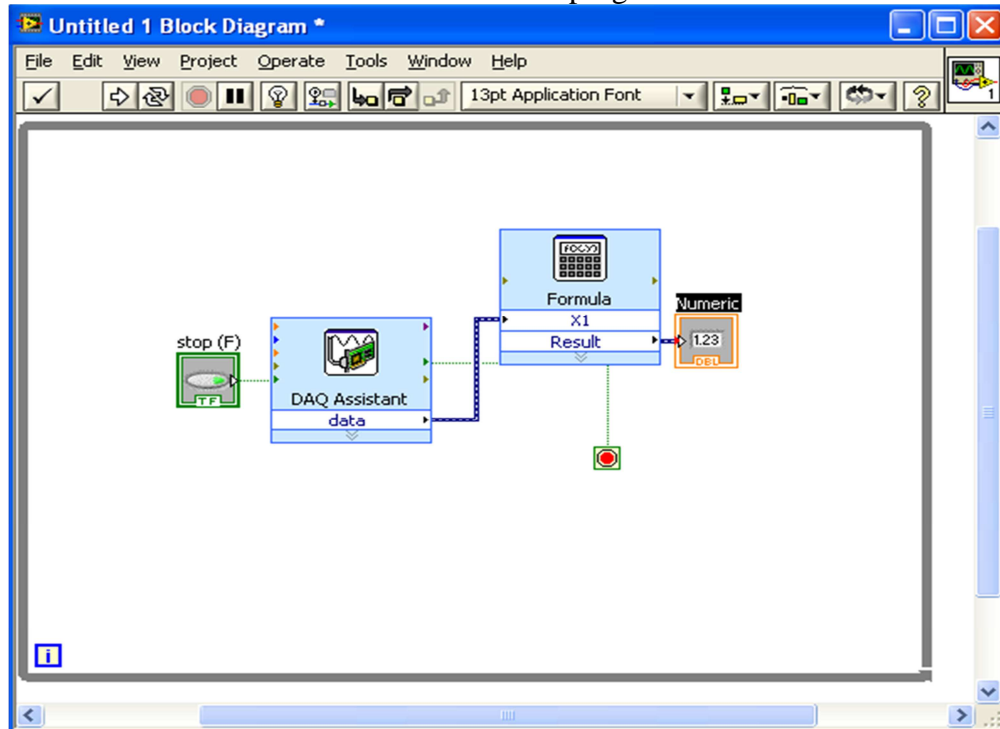 Untitled 1 Block Diagram *
File Edit View Project Operate Tools Window Help
13pt Application Font
1
f(x,y)
Formula
X1
Result
Numeric
1.23
DBL
stop (F)
TF
DAQ Assistant
data
i